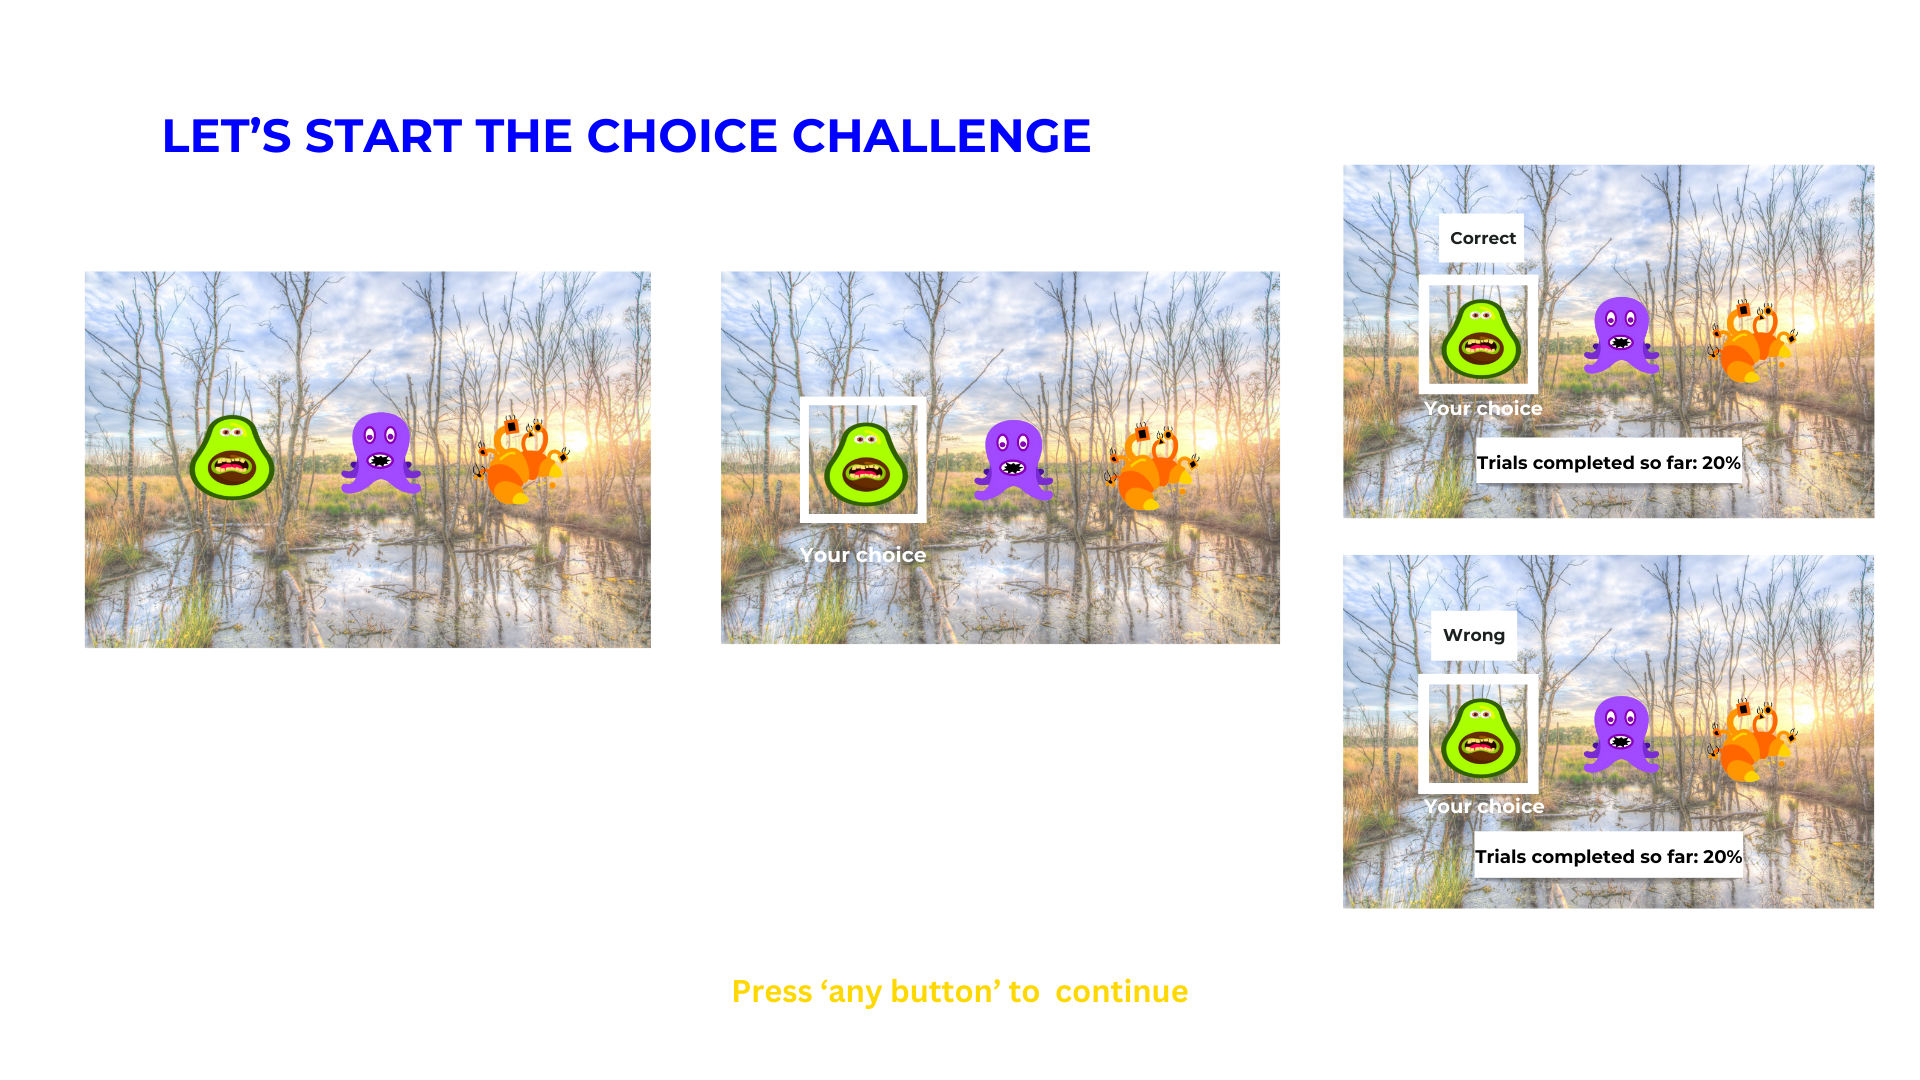 LET’S START THE CHOICE CHALLENGE
Your choice
Correct
Your choice
Trials completed so far: 20%
Wrong
Your choice
Trials completed so far: 20%
Press ‘any button’ to  continue